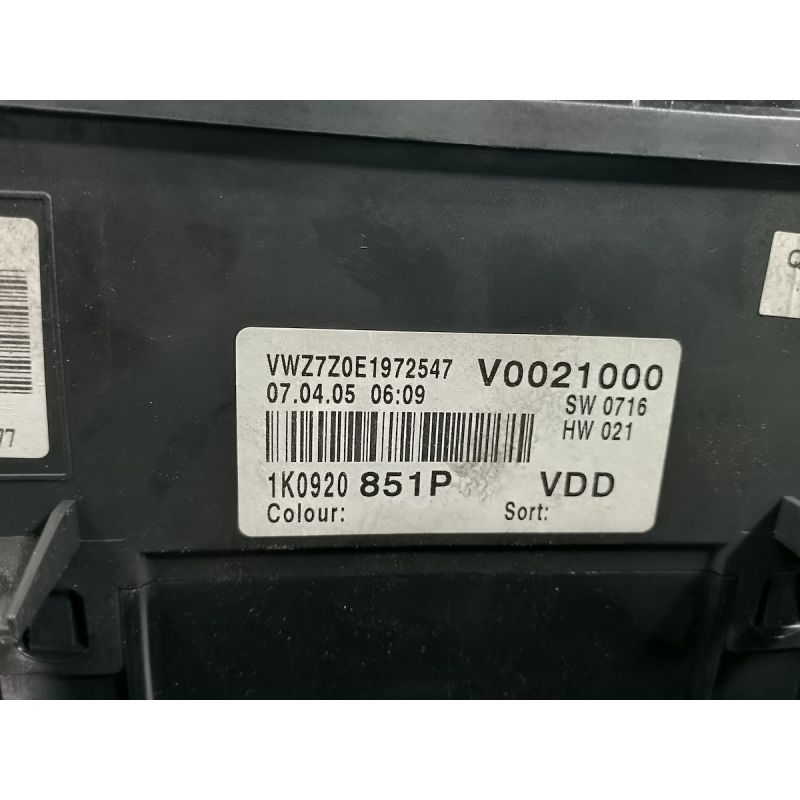 VWZ7Z0E1972547 V0021000
07.04.05 06:09 SW 0716
HW 021
1K0920 851P VDD
Colour: Sort: